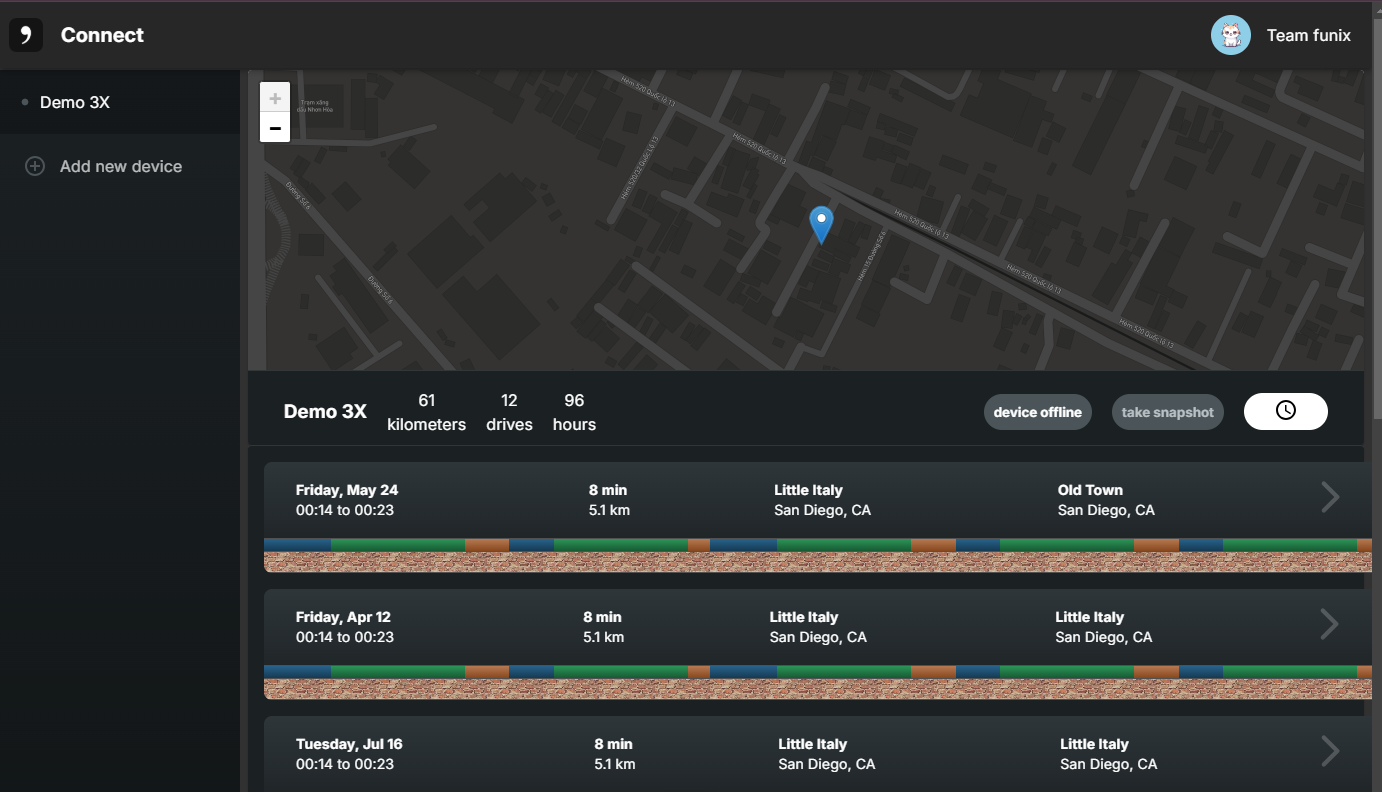 Connect
Team funix
Demo 3X
Add new device
+
−
Trạm xăng
dầu Nhơn Hòa
Hẻm 520 Quốc Lộ 13
Hẻm 520 Quốc Lộ 13
Hẻm 520/32 Quốc Lộ 13
Đường Số 6
Đường Số 6
Hẻm 520 Quốc Lộ 13
Hẻm 15 Đường Số 6
Hẻm 520 Quốc Lộ 13
Hẻm 520 Quốc Lộ 13
Demo 3X
61
kilometers
12
drives
96
hours
device offline
take snapshot
Friday, May 24
00:14 to 00:23
8 min
5.1 km
Little Italy
San Diego, CA
Old Town
San Diego, CA
Friday, Apr 12
00:14 to 00:23
8 min
5.1 km
Little Italy
San Diego, CA
Little Italy
San Diego, CA
Tuesday, Jul 16
00:14 to 00:23
8 min
5.1 km
Little Italy
San Diego, CA
Little Italy
San Diego, CA